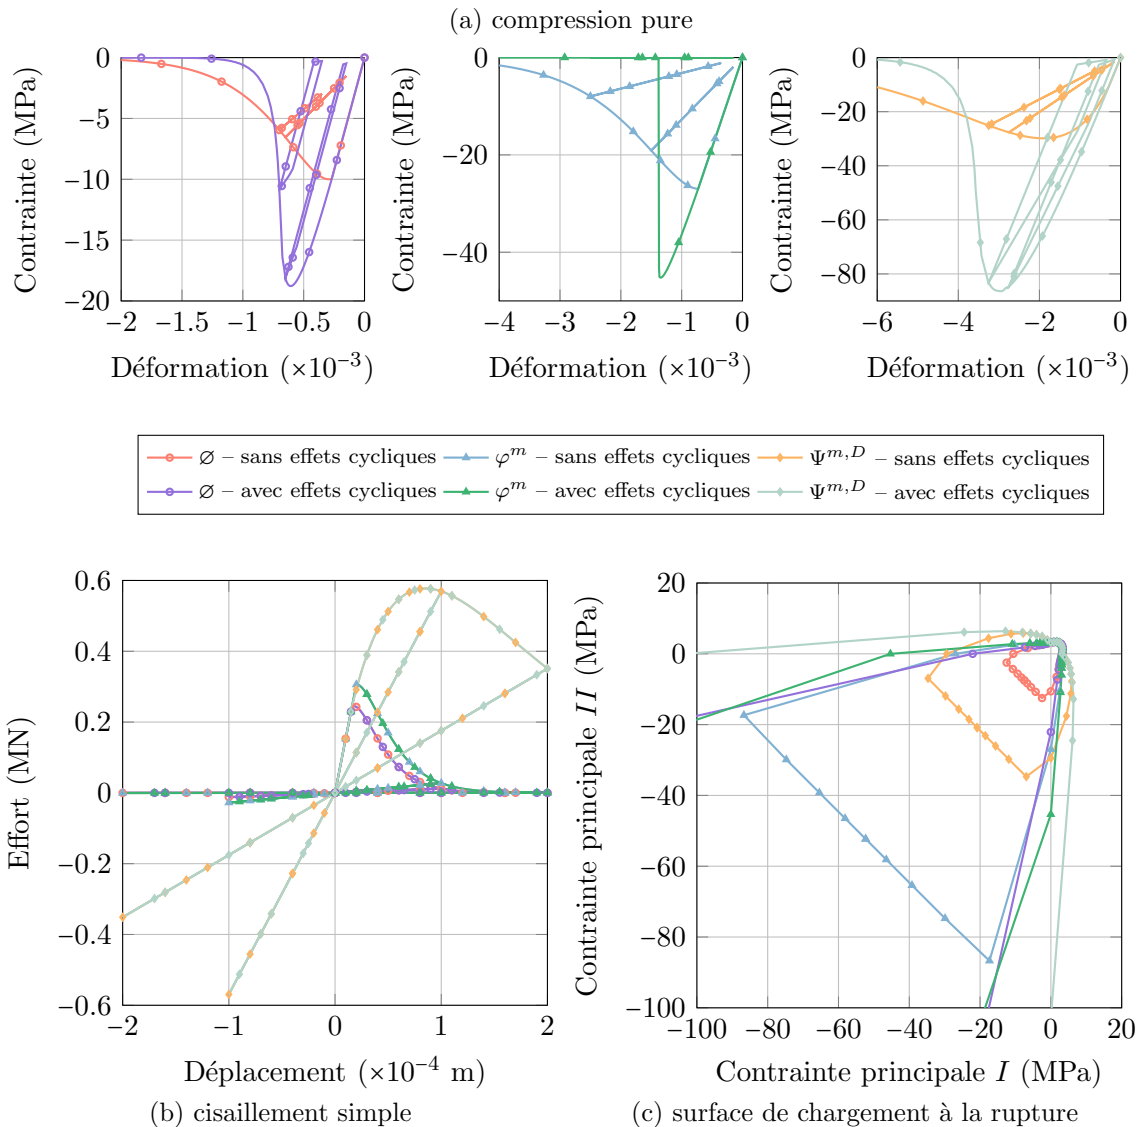 (a) compression pure
0
−5
−10
−15
−20
−2
−1.5
−1
−0.5
0
Contrainte (MPa)
Déformation (×10⁻³)
0
−20
−40
−4
−3
−2
−1
0
Contrainte (MPa)
Déformation (×10⁻³)
0
−20
−40
−60
−80
−6
−4
−2
0
Contrainte (MPa)
Déformation (×10⁻³)
∅ – sans effets cycliques
φᵐ – sans effets cycliques
Ψᵐ,ᴰ – sans effets cycliques
∅ – avec effets cycliques
φᵐ – avec effets cycliques
Ψᵐ,ᴰ – avec effets cycliques
0.6
0.4
0.2
0
−0.2
−0.4
−0.6
−2
−1
0
1
2
Effort (MN)
Déplacement (×10⁻⁴ m)
(b) cisaillement simple
20
0
−20
−40
−60
−80
−100
−100
−80
−60
−40
−20
0
20
Contrainte principale II (MPa)
Contrainte principale I (MPa)
(c) surface de chargement à la rupture